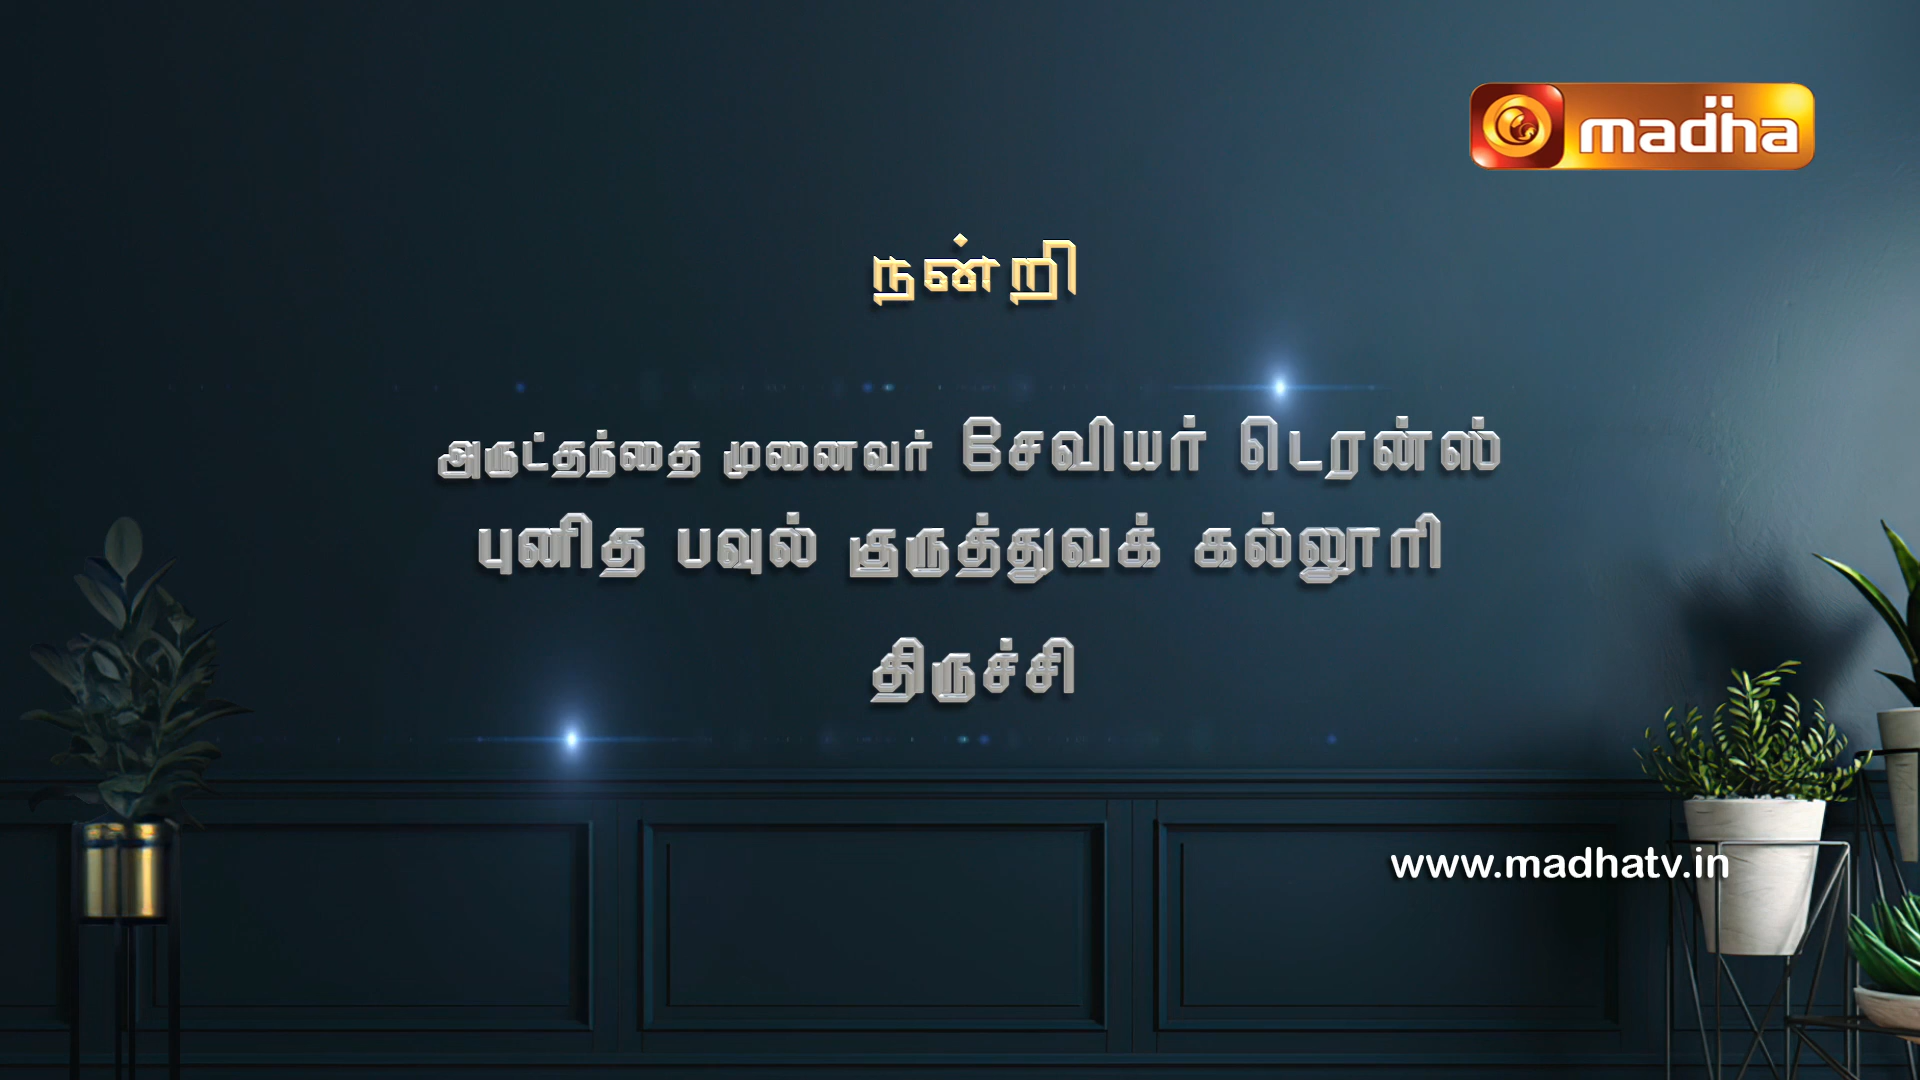 madha
நன்றி
அருட்தந்தை முனைவர் சேவியர் டெரன்ஸ்
புனித பவுல் குருத்துவக் கல்லூரி
திருச்சி
www.madhatv.in